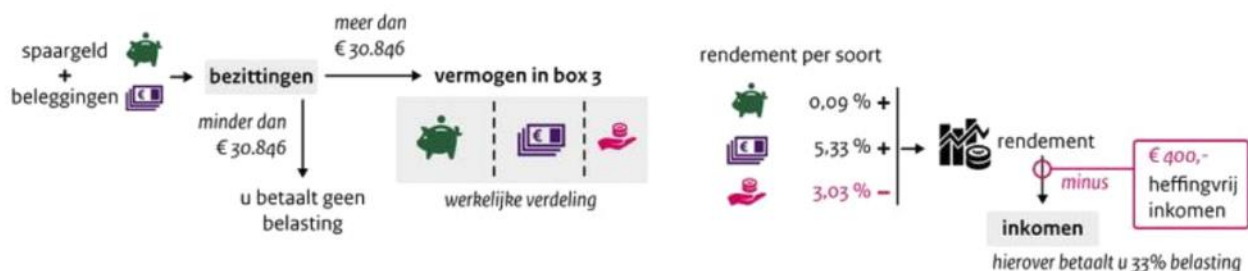 spaargeld
+
beleggingen
bezittingen
meer dan
€ 30.846
vermogen in box 3
minder dan
€ 30.846
u betaalt geen
belasting
€
werkelijke verdeling
rendement per soort
0,09 % +
5,33 % +
3,03 % −
rendement
minus
€ 400,-
heffingvrij
inkomen
inkomen
hierover betaalt u 33% belasting